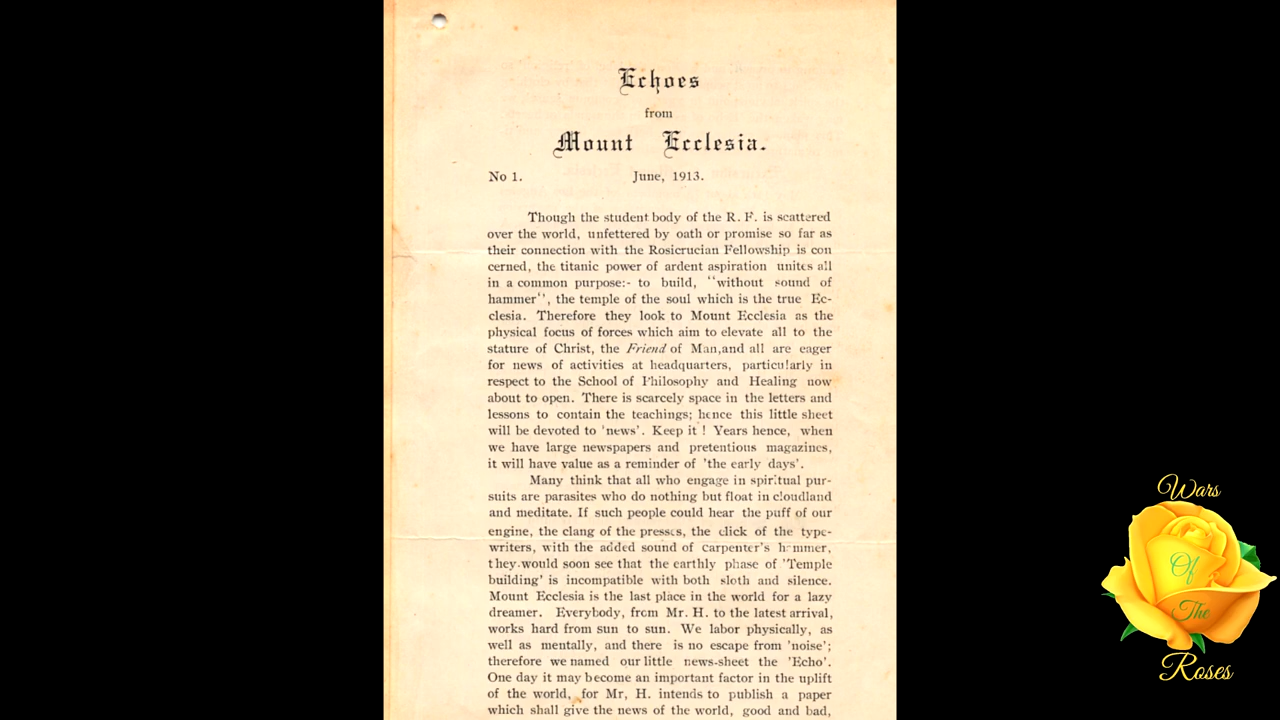 Echoes
from
Mount Ecclesia.
No 1. June, 1913.
Though the student body of the R. F. is scattered
over the world, unfettered by oath or promise so far as
their connection with the Rosicrucian Fellowship is con
cerned, the titanic power of ardent aspiration unites all
in a common purpose:- to build, ‘‘without sound of
hammer‘’, the temple of the soul which is the true Ec-
clesia. Therefore they look to Mount Ecclesia as the
physical focus of forces which aim to elevate all to the
stature of Christ, the Friend of Man,and all are eager
for news of activities at headquarters, particularly in
respect to the School of Philosophy and Healing now
about to open. There is scarcely space in the letters and
lessons to contain the teachings; hence this little sheet
will be devoted to 'news'. Keep it ! Years hence, when
we have large newspapers and pretentious magazines,
it will have value as a reminder of 'the early days'.
Many think that all who engage in spiritual pur-
suits are parasites who do nothing but float in cloudland
and meditate. If such people could hear the puff of our
engine, the clang of the presses, the click of the type-
writers, with the added sound of carpenter's hammer,
they would soon see that the earthly phase of 'Temple
building' is incompatible with both sloth and silence.
Mount Ecclesia is the last place in the world for a lazy
dreamer. Everybody, from Mr. H. to the latest arrival,
works hard from sun to sun. We labor physically, as
well as mentally, and there is no escape from 'noise';
therefore we named our little news-sheet the 'Echo'.
One day it may become an important factor in the uplift
of the world, for Mr, H. intends to publish a paper
which shall give the news of the world, good and bad,
Wars
Of
The
Roses